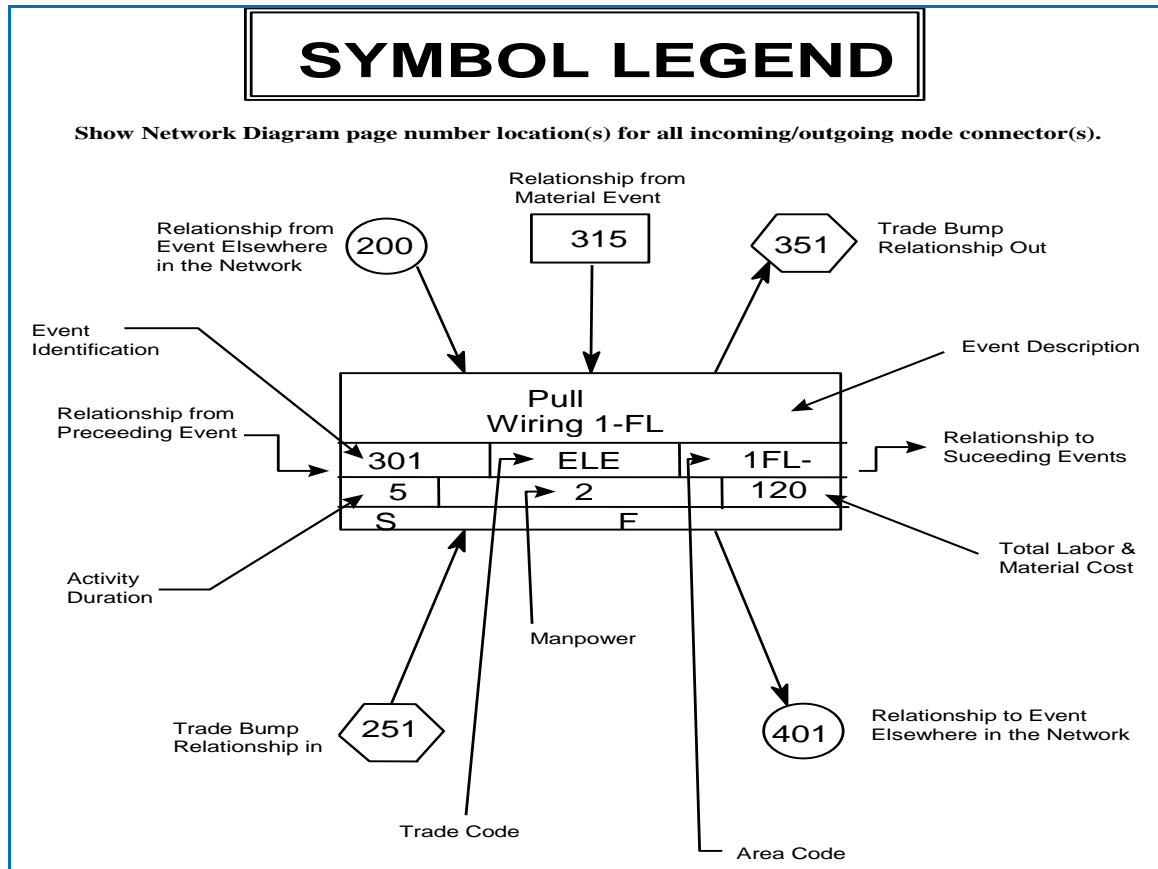 SYMBOL LEGEND
Show Network Diagram page number location(s) for all incoming/outgoing node connector(s).
Relationship from
Material Event
Relationship from
Event Elsewhere
in the Network
200
315
351
Trade Bump
Relationship Out
Event
Identification
Event Description
Pull
Wiring 1-FL
Relationship from
Preceeding Event
301
ELE
1FL-
Relationship to
Suceeding Events
5
2
120
S
F
Activity
Duration
Total Labor &
Material Cost
Manpower
Trade Bump
Relationship in
251
401
Relationship to Event
Elsewhere in the Network
Trade Code
Area Code